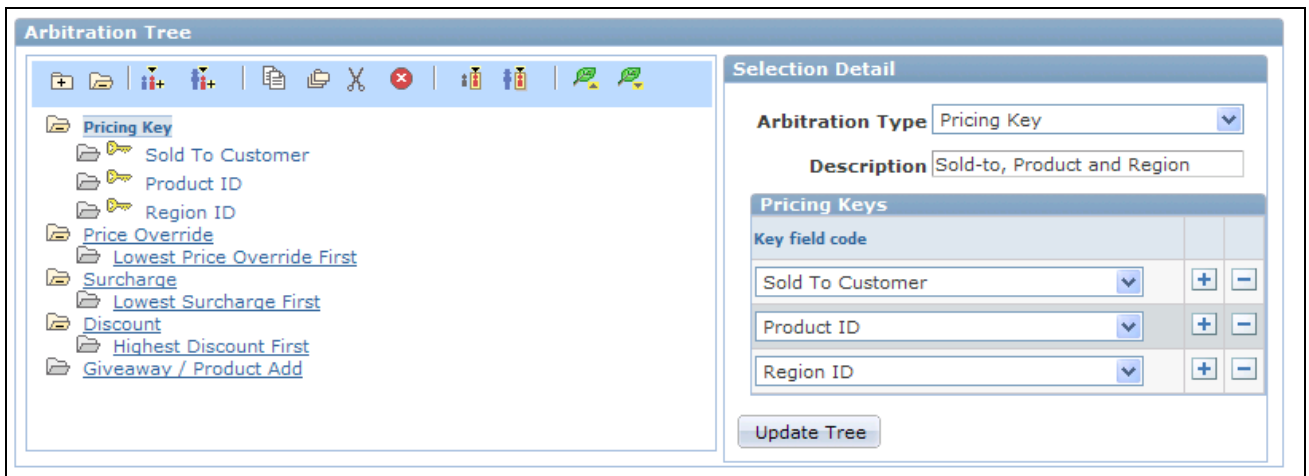 Arbitration Tree
Pricing Key
Sold To Customer
Product ID
Region ID
Price Override
Lowest Price Override First
Surcharge
Lowest Surcharge First
Discount
Highest Discount First
Giveaway / Product Add
Selection Detail
Arbitration Type Pricing Key
Description Sold-to, Product and Region
Pricing Keys
Key field code
Sold To Customer
Product ID
Region ID
Update Tree